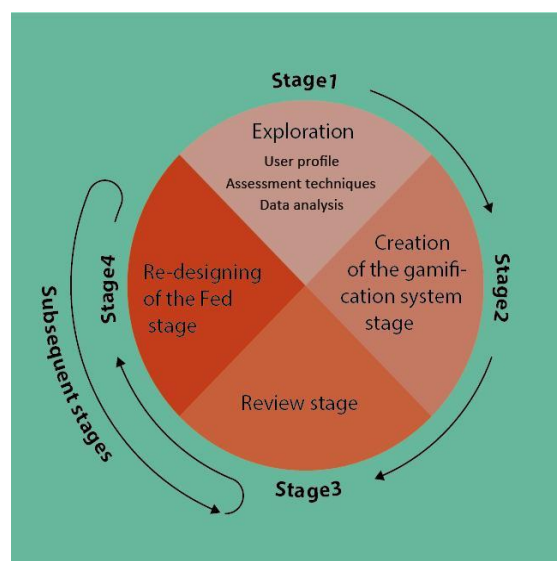 Stage1
Exploration
User profile
Assessment techniques
Data analysis
Stage2
Creation
of the gamifi-
cation system
stage
Stage3
Review stage
Stage4
Re-designing
of the Fed
stage
Subsequent stages